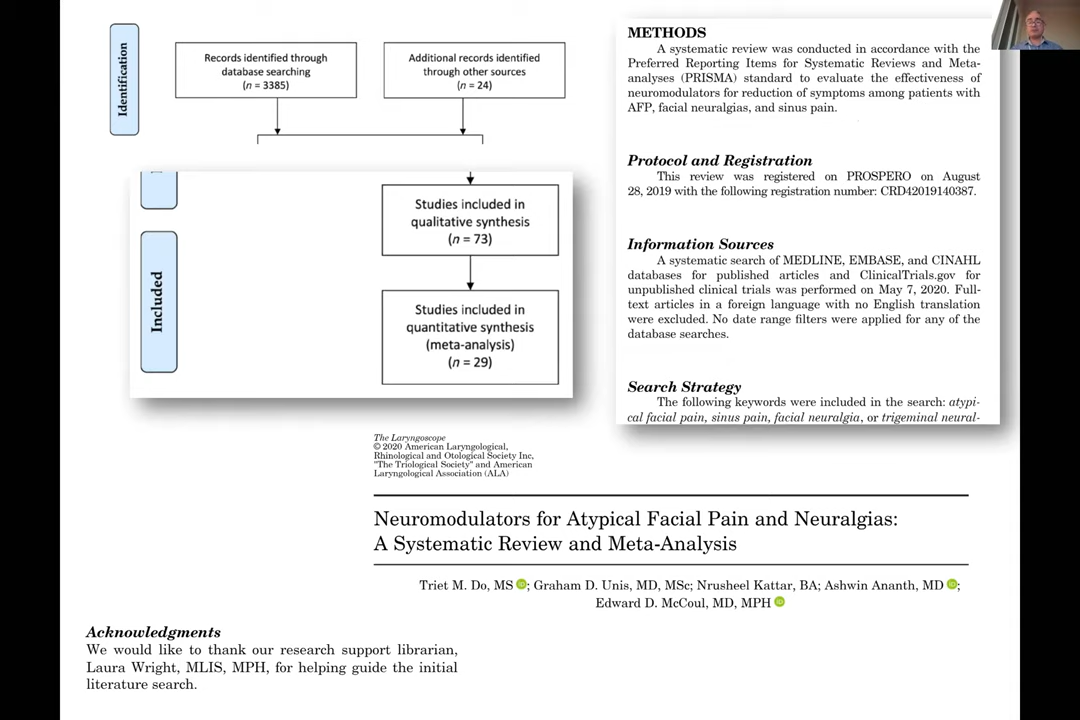 Identification
Records identified through
database searching
(n = 3385)
Additional records identified
through other sources
(n = 24)
Included
Studies included in
qualitative synthesis
(n = 73)
Studies included in
quantitative synthesis
(meta-analysis)
(n = 29)
METHODS
A systematic review was conducted in accordance with the
Preferred Reporting Items for Systematic Reviews and Meta-
analyses (PRISMA) standard to evaluate the effectiveness of
neuromodulators for reduction of symptoms among patients with
AFP, facial neuralgias, and sinus pain.
Protocol and Registration
This review was registered on PROSPERO on August
28, 2019 with the following registration number: CRD42019140387.
Information Sources
A systematic search of MEDLINE, EMBASE, and CINAHL
databases for published articles and ClinicalTrials.gov for
unpublished clinical trials was performed on May 7, 2020. Full-
text articles in a foreign language with no English translation
were excluded. No date range filters were applied for any of the
database searches.
Search Strategy
The following keywords were included in the search: atypi-
cal facial pain, sinus pain, facial neuralgia, or trigeminal neural-
The Laryngoscope
© 2020 American Laryngological,
Rhinological and Otological Society Inc,
"The Triological Society" and American
Laryngological Association (ALA)
Neuromodulators for Atypical Facial Pain and Neuralgias:
A Systematic Review and Meta-Analysis
Triet M. Do, MS iD; Graham D. Unis, MD, MSc; Nrusheel Kattar, BA; Ashwin Ananth, MD iD;
Edward D. McCoul, MD, MPH iD
Acknowledgments
We would like to thank our research support librarian,
Laura Wright, MLIS, MPH, for helping guide the initial
literature search.